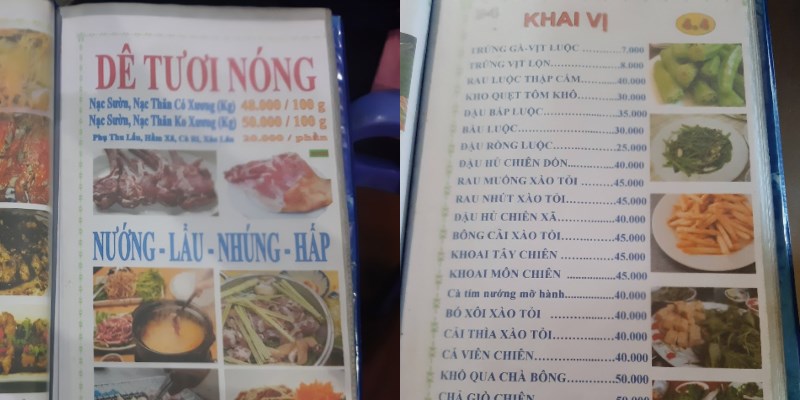 DÊ TƯƠI NÓNG
Nạc Sườn, Nạc Thăn Có Xương (Kg) 48.000 / 100 g
Nạc Sườn, Nạc Thăn Ko Xương (Kg) 50.000 / 100 g
Phụ Thu Lẩu, Hầm Xả, Cà Ri, Xào Lăn 20.000 / phần
NƯỚNG - LẨU - NHÚNG - HẤP
KHAI VỊ
TRỨNG GÀ-VỊT LUỘC ..........7.000
TRỨNG VỊT LỘN..................8.000
RAU LUỘC THẬP CẨM..........40.000
KHO QUẸT TÔM KHÔ..........30.000
ĐẬU BẮP LUỘC....................35.000
BẦU LUỘC...........................30.000
ĐẬU RỒNG LUỘC................25.000
ĐẬU HŨ CHIÊN DÒN............40.000
RAU MUỐNG XÀO TỎI ........45.000
RAU NHÚT XÀO TỎI............45.000
ĐẬU HŨ CHIÊN XẢ..............40.000
BÔNG CẢI XÀO TỎI.............45.000
KHOAI TÂY CHIÊN ..............45.000
KHOAI MÔN CHIÊN .............45.000
Cà tím nướng mỡ hành..............40.000
BÓ XÔI XÀO TỎI .................40.000
CẢI THÌA XÀO TỎI...............40.000
CÁ VIÊN CHIÊN...................40.000
KHỔ QUA CHÀ BÔNG..........50.000
CHẢ GIÒ CHIÊN